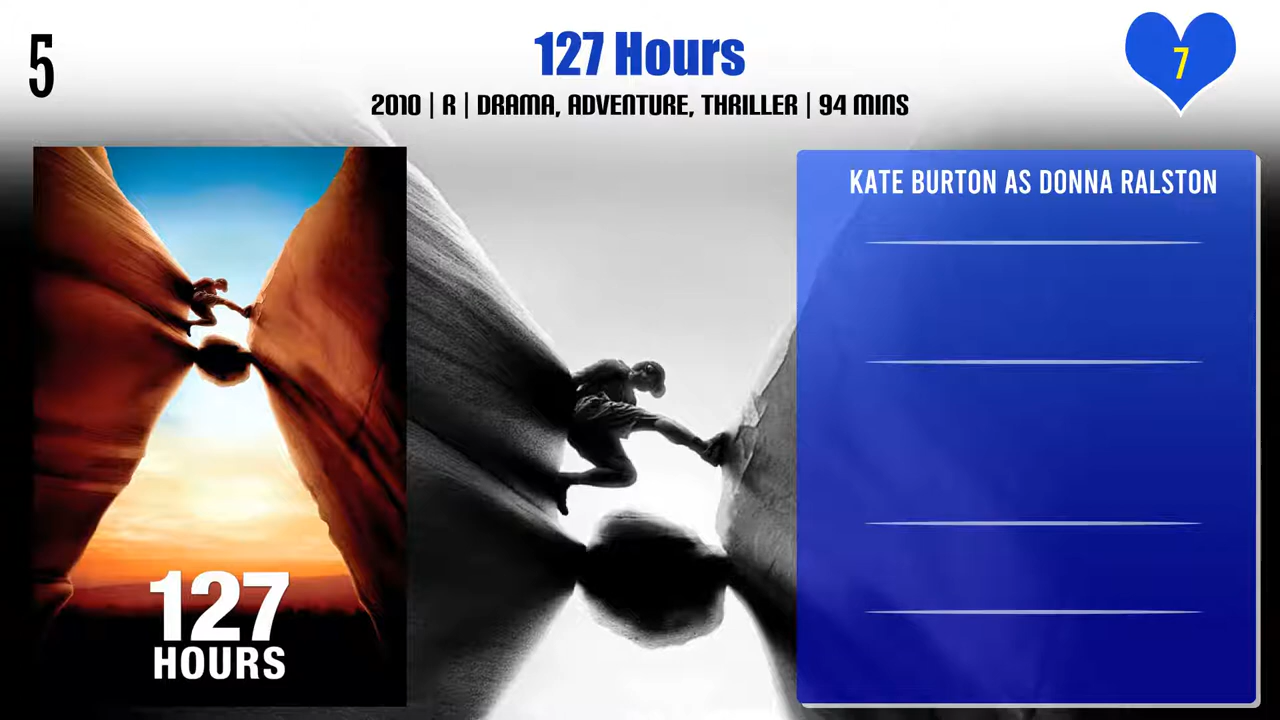 5
127 Hours
7
2010 | R | DRAMA, ADVENTURE, THRILLER | 94 MINS
KATE BURTON AS DONNA RALSTON
127
HOURS